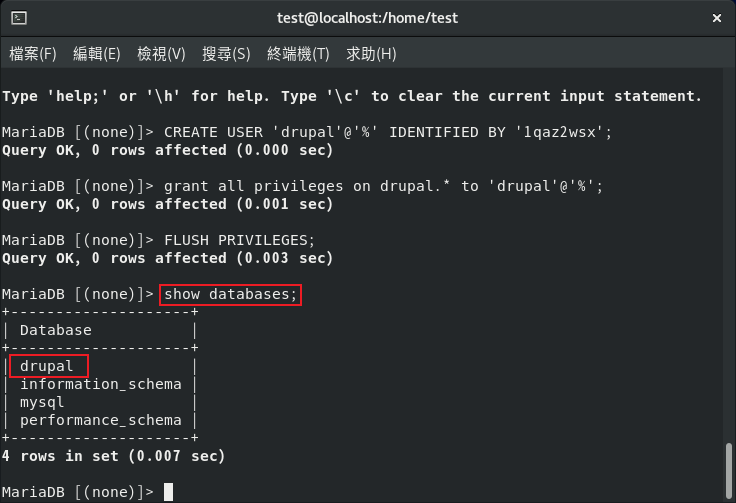 test@localhost:/home/test
檔案(F) 編輯(E) 檢視(V) 搜尋(S) 終端機(T) 求助(H)
Type 'help;' or '\h' for help. Type '\c' to clear the current input statement.
MariaDB [(none)]> CREATE USER 'drupal'@'%' IDENTIFIED BY '1qaz2wsx';
Query OK, 0 rows affected (0.000 sec)
MariaDB [(none)]> grant all privileges on drupal.* to 'drupal'@'%';
Query OK, 0 rows affected (0.001 sec)
MariaDB [(none)]> FLUSH PRIVILEGES;
Query OK, 0 rows affected (0.003 sec)
MariaDB [(none)]> show databases;
+--------------------+
| Database           |
+--------------------+
| drupal             |
| information_schema |
| mysql              |
| performance_schema |
+--------------------+
4 rows in set (0.007 sec)
MariaDB [(none)]>